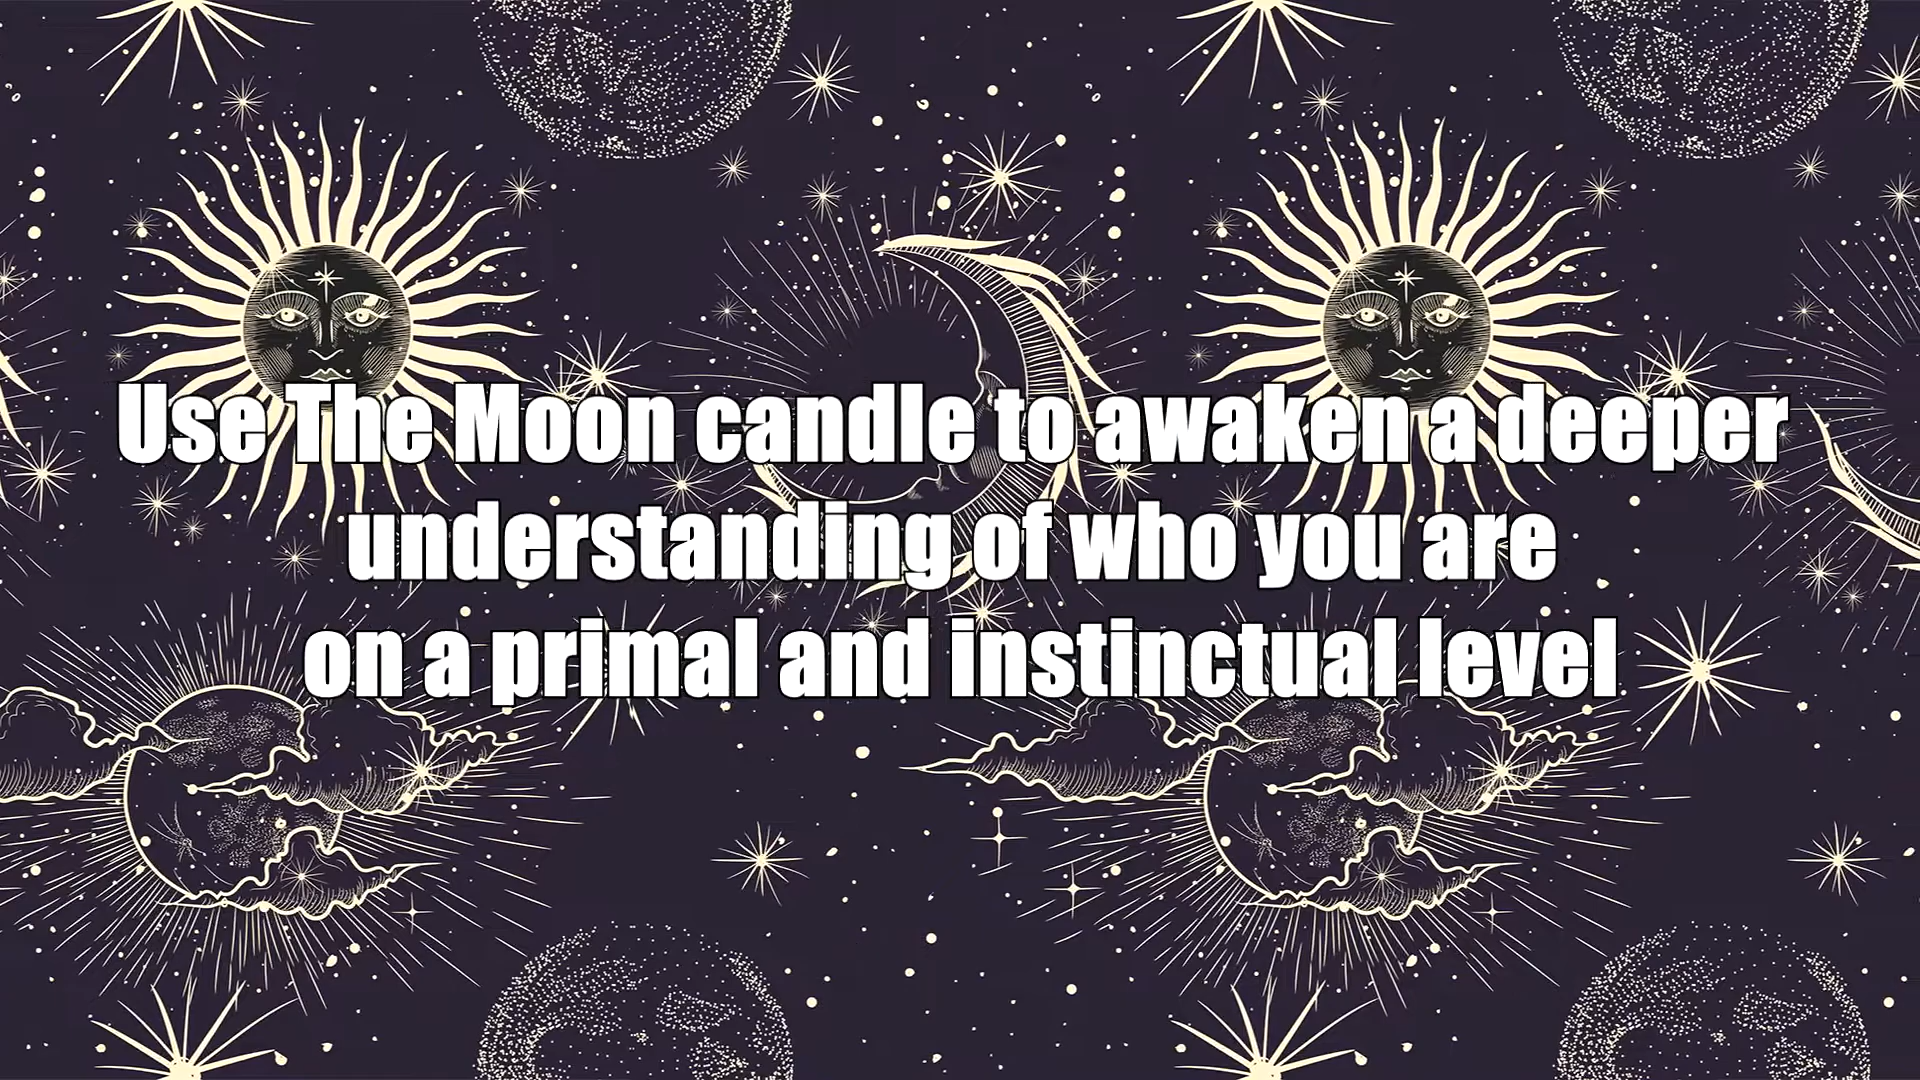 Use The Moon candle to awaken a deeper
understanding of who you are
on a primal and instinctual level